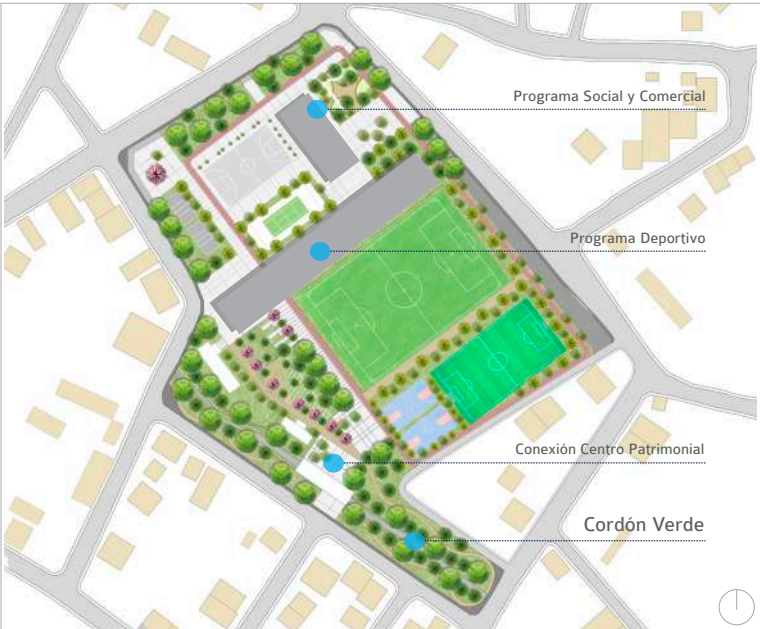 Programa Social y Comercial
Programa Deportivo
Conexión Centro Patrimonial
Cordón Verde